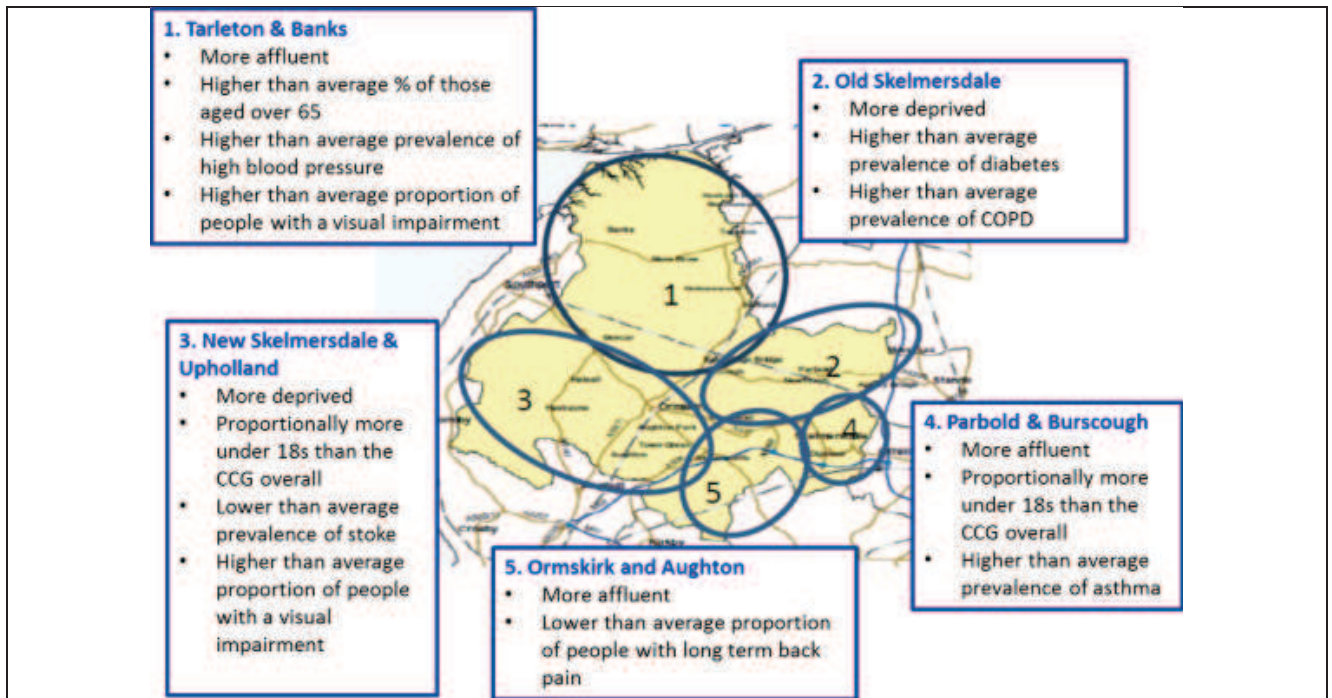 1. Tarleton & Banks
• More affluent
• Higher than average % of those
aged over 65
• Higher than average prevalence of
high blood pressure
• Higher than average proportion of
people with a visual impairment
2. Old Skelmersdale
• More deprived
• Higher than average
prevalence of diabetes
• Higher than average
prevalence of COPD
3. New Skelmersdale &
Upholland
• More deprived
• Proportionally more
under 18s than the
CCG overall
• Lower than average
prevalence of stoke
• Higher than average
proportion of people
with a visual
impairment
4. Parbold & Burscough
• More affluent
• Proportionally more
under 18s than the
CCG overall
• Higher than average
prevalence of asthma
5. Ormskirk and Aughton
• More affluent
• Lower than average proportion
of people with long term back
pain
Banks
1
2
3
4
5